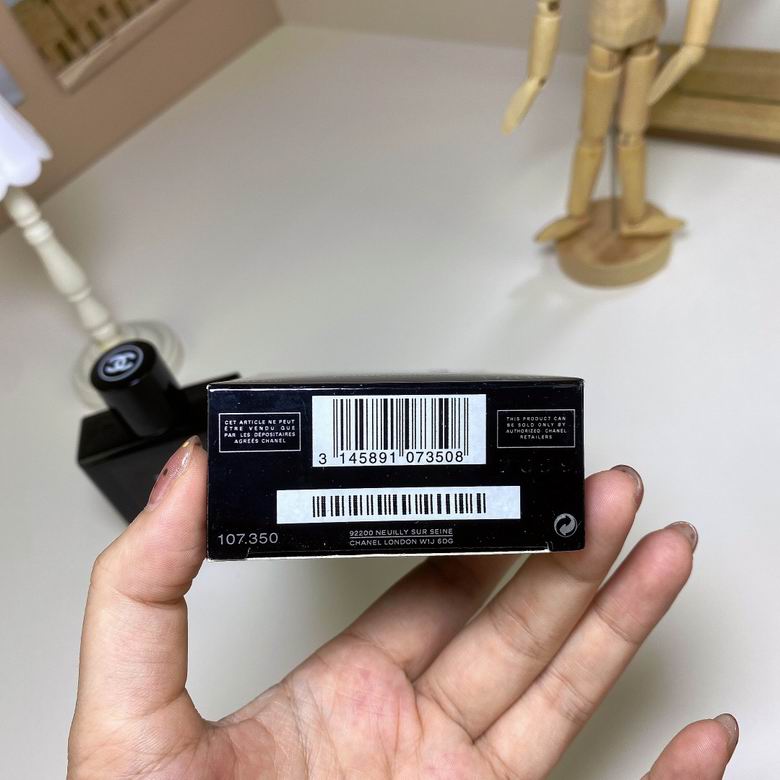 CET ARTICLE NE PEUT
ÊTRE VENDU QUE
PAR LES DÉPOSITAIRES
AGRÉÉS CHANEL
3 145891 073508
THIS PRODUCT CAN
BE SOLD ONLY BY
AUTHORIZED CHANEL
RETAILERS
107.350
92200 NEUILLY SUR SEINE
CHANEL LONDON W1J 6DG